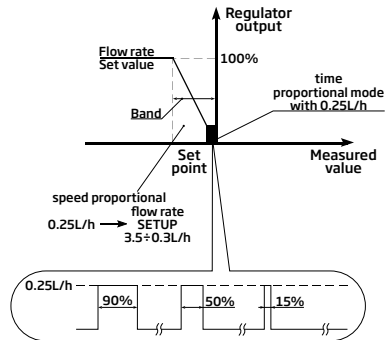 Regulator
output
Flow rate
Set value
100%
time
proportional mode
with 0.25L/h
Band
Set
point
Measured
value
speed proportional
flow rate
0.25L/h
SETUP
3.5÷0.3L/h
0.25L/h
90%
50%
15%